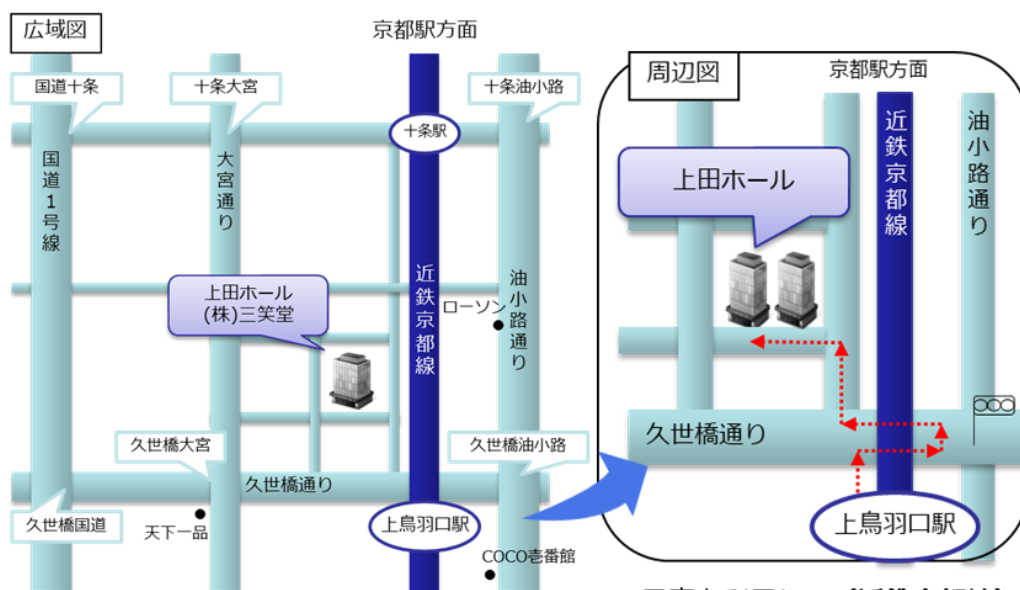 広域図
京都駅方面
国道十条
十条大宮
十条油小路
十条駅
国道1号線
大宮通り
近鉄京都線
油小路通り
ローソン
上田ホール
(株)三笑堂
久世橋大宮
久世橋油小路
久世橋通り
久世橋国道
天下一品
上鳥羽口駅
COCO壱番館
周辺図
京都駅方面
上田ホール
近鉄京都線
油小路通り
久世橋通り
上鳥羽口駅